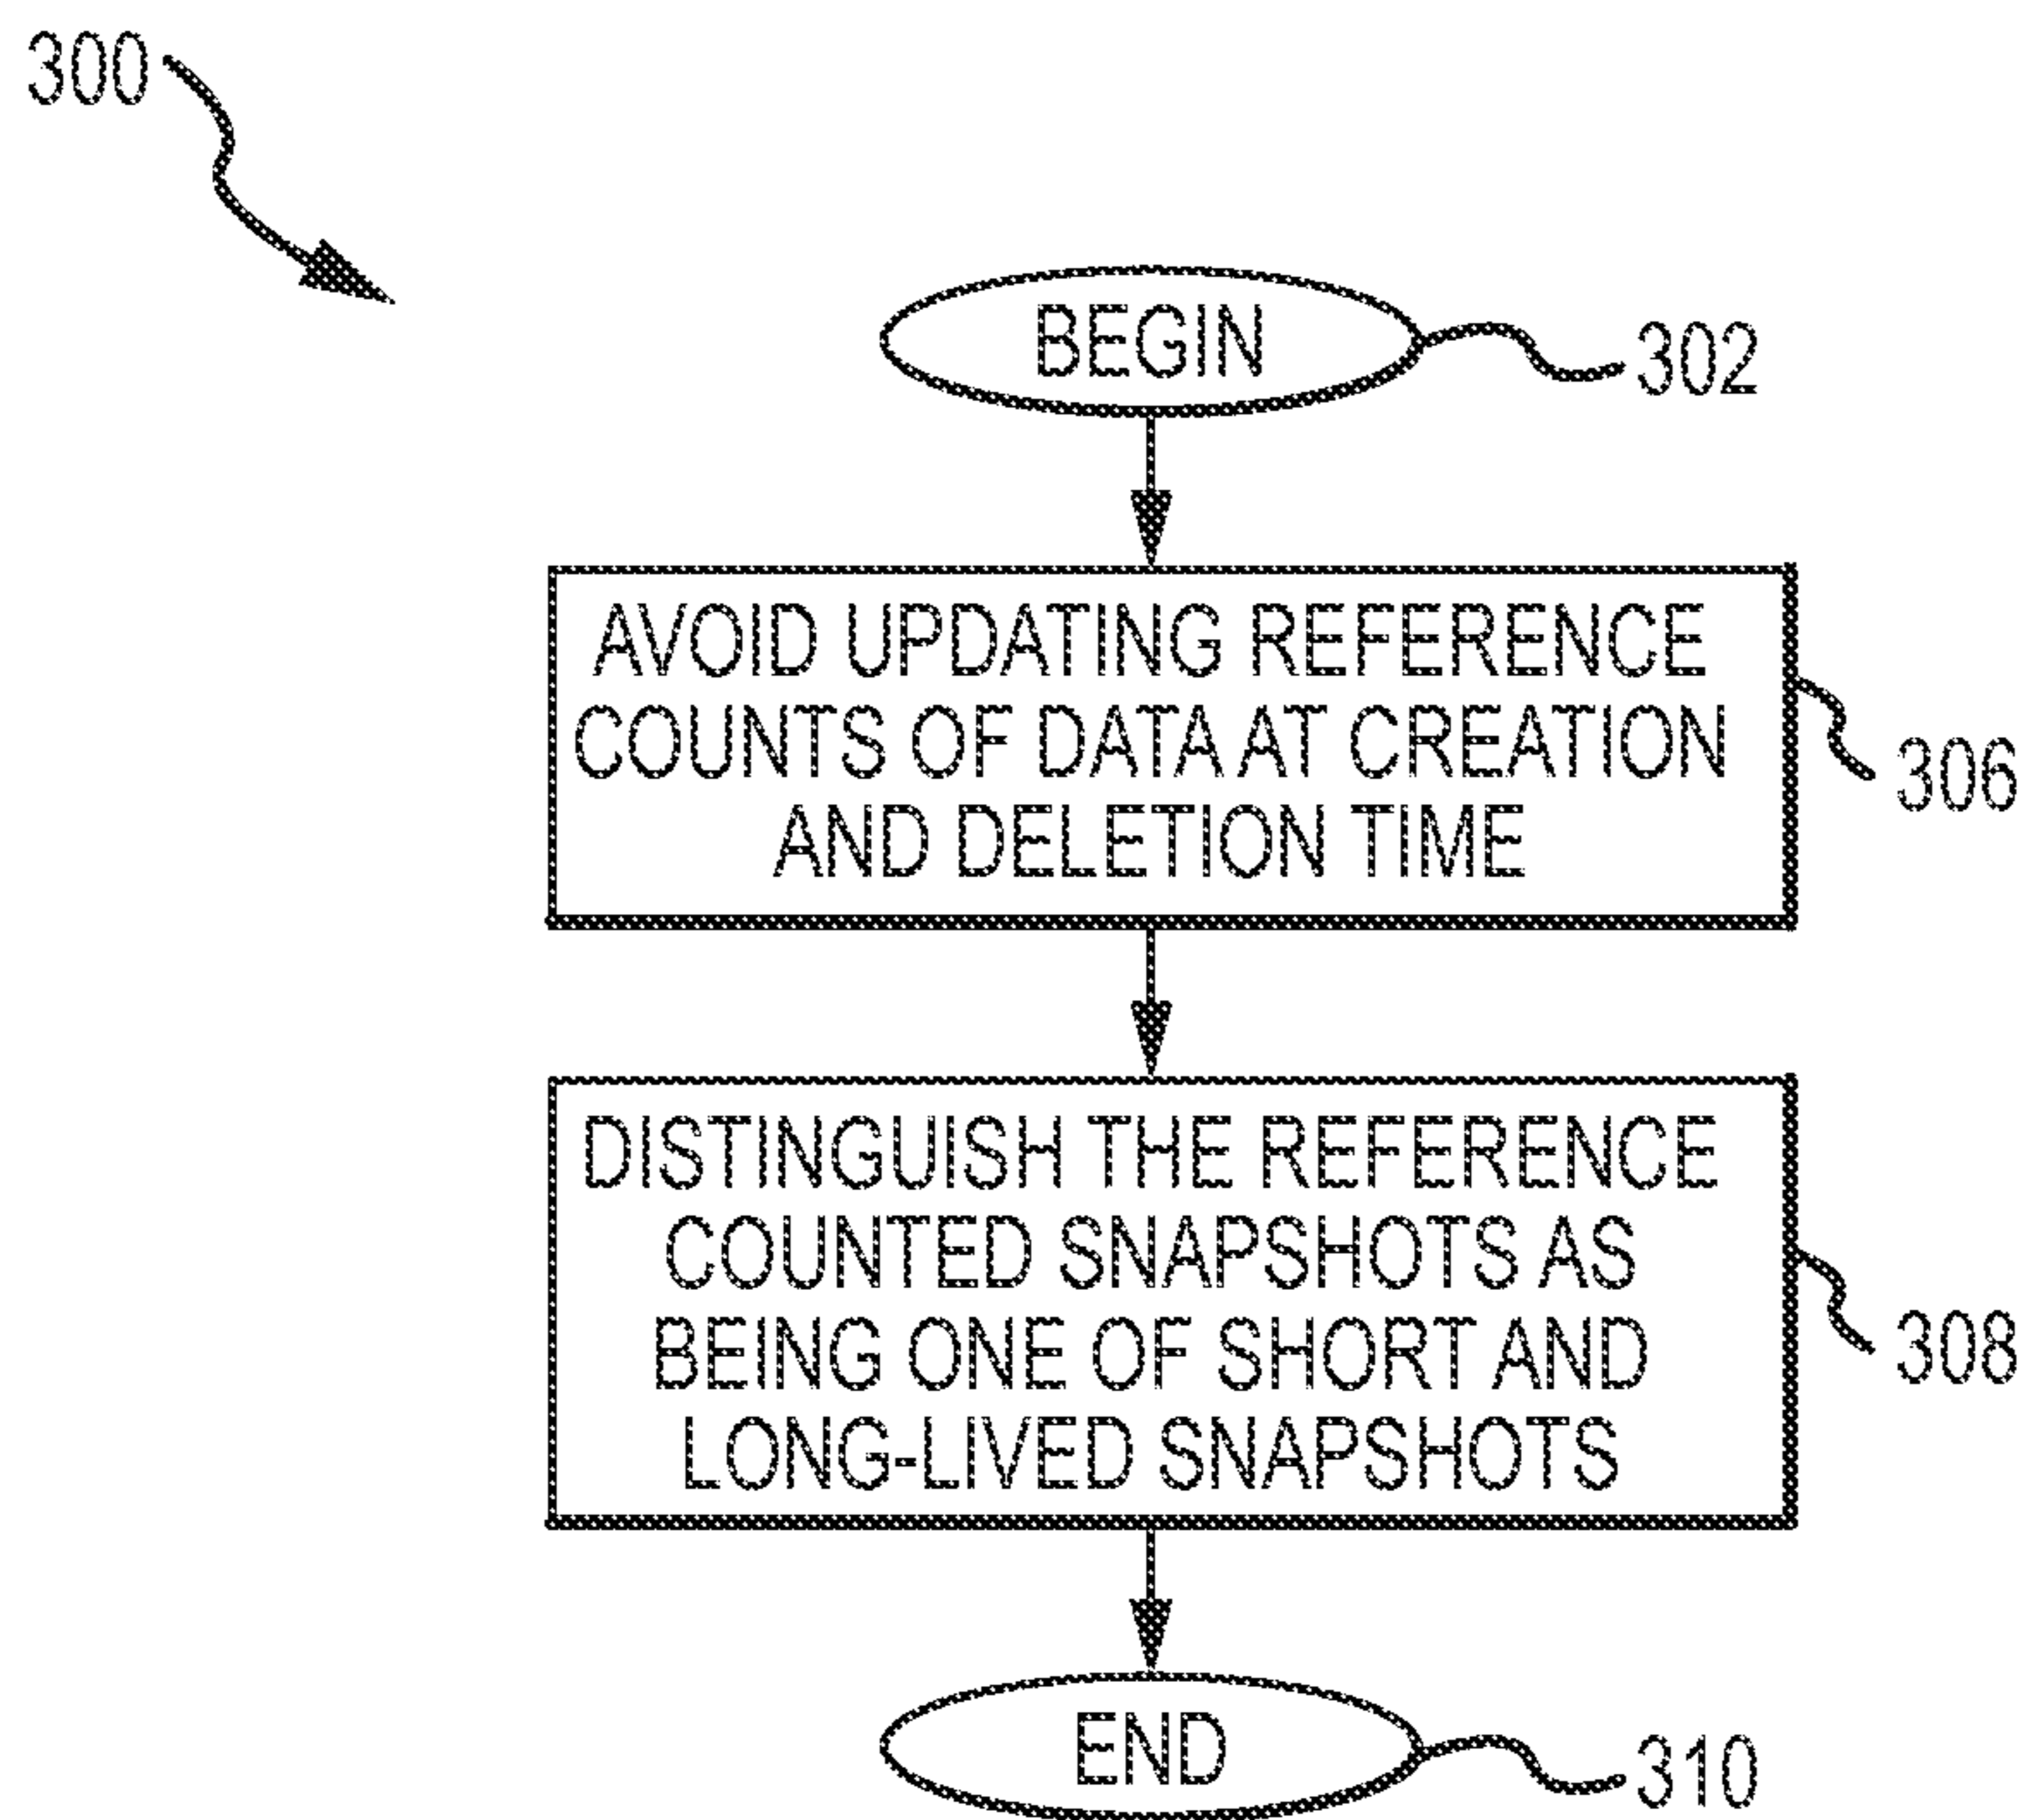 300
BEGIN
302
AVOID UPDATING REFERENCE
COUNTS OF DATA AT CREATION
AND DELETION TIME
306
DISTINGUISH THE REFERENCE
COUNTED SNAPSHOTS AS
BEING ONE OF SHORT AND
LONG-LIVED SNAPSHOTS
308
END
310